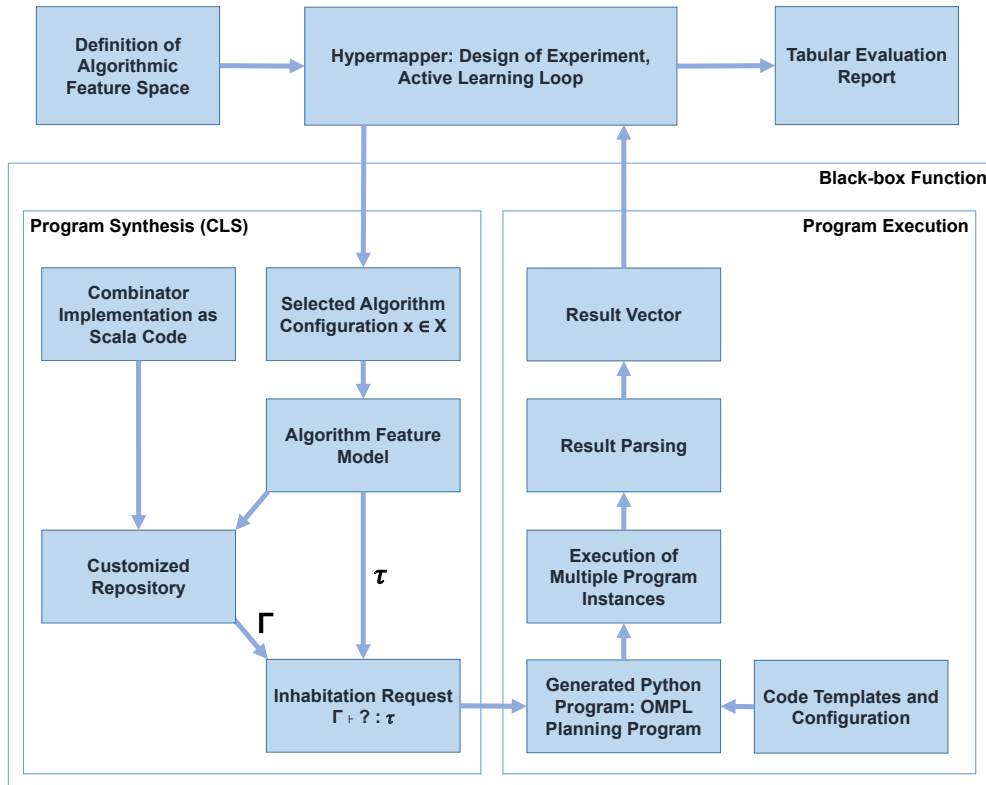 Definition of
Algorithmic
Feature Space
Hypermapper: Design of Experiment,
Active Learning Loop
Tabular Evaluation
Report
Black-box Function
Program Synthesis (CLS)
Program Execution
Combinator
Implementation as
Scala Code
Selected Algorithm
Configuration x ∈ X
Result Vector
Algorithm Feature
Model
Result Parsing
Customized
Repository
τ
Execution of
Multiple Program
Instances
Γ
Inhabitation Request
Γ ⊦ ? : τ
Generated Python
Program: OMPL
Planning Program
Code Templates and
Configuration